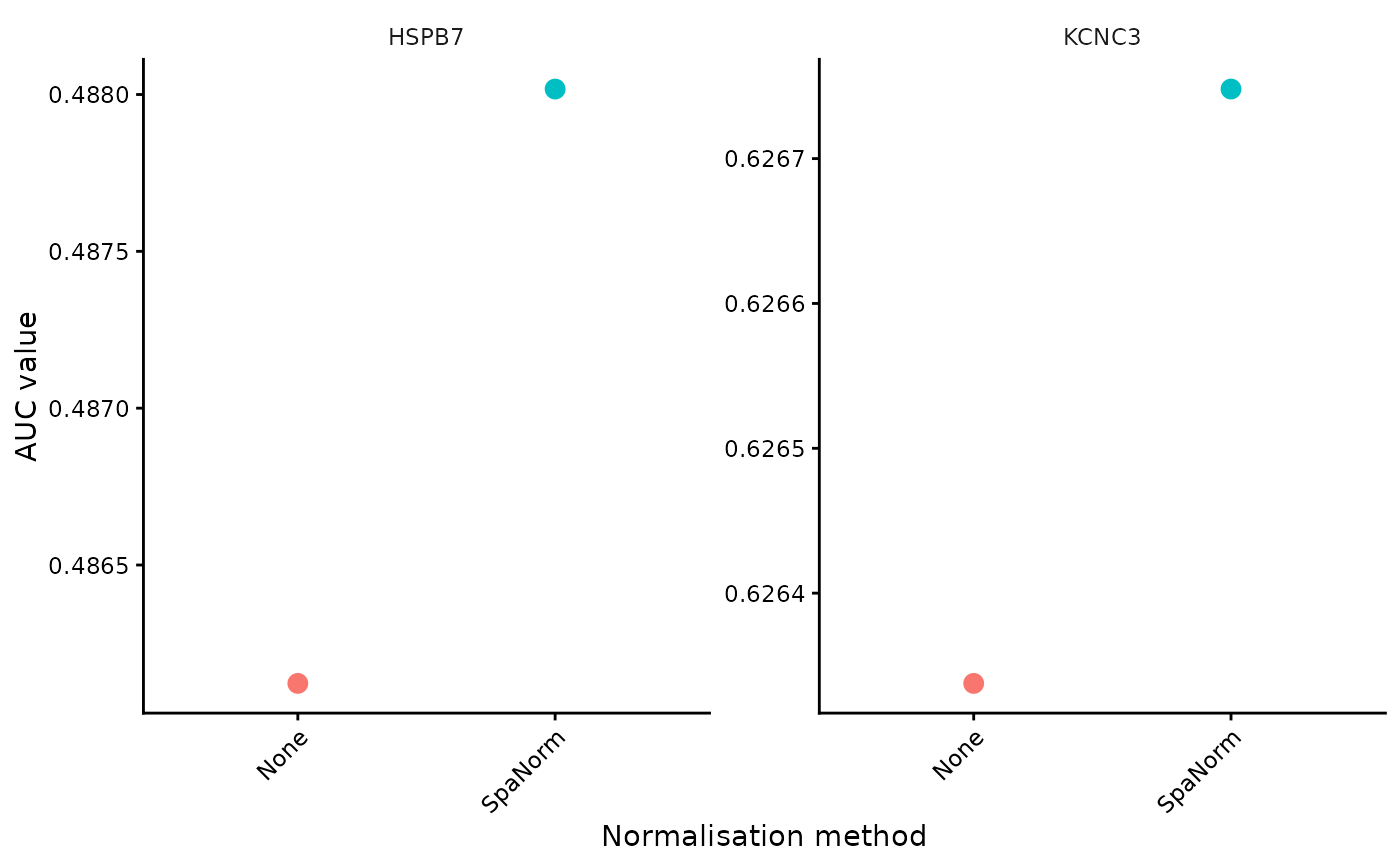 HSPB7
KCNC3
AUC value
0.4880
0.4875
0.4870
0.4865
0.6267
0.6266
0.6265
0.6264
None
SpaNorm
None
SpaNorm
Normalisation method